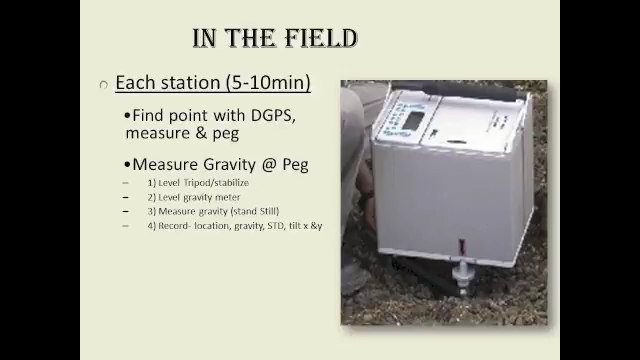 IN THE FIELD
Each station (5-10min)
•Find point with DGPS,
measure & peg
•Measure Gravity @ Peg
– 1) Level Tripod/stabilize
– 2) Level gravity meter
– 3) Measure gravity (stand Still)
– 4) Record- location, gravity, STD, tilt x &y